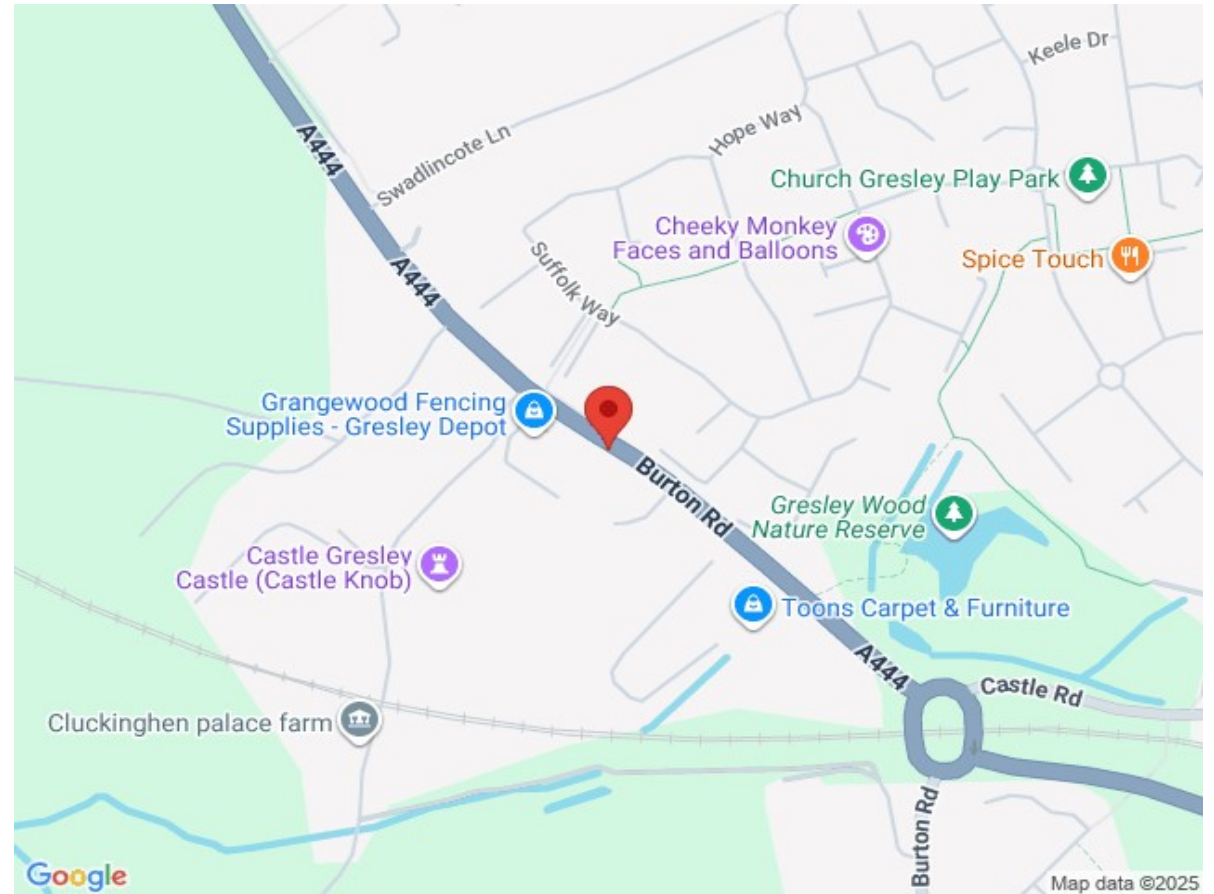 Keele Dr
A444
Swadlincote Ln
Hope Way
Church Gresley Play Park
Cheeky Monkey
Faces and Balloons
Spice Touch
A444
Suffolk Way
Grangewood Fencing
Supplies - Gresley Depot
Burton Rd
Gresley Wood
Nature Reserve
Castle Gresley
Castle (Castle Knob)
Toons Carpet & Furniture
A444
Castle Rd
Cluckinghen palace farm
Burton Rd
Google
Map data ©2025